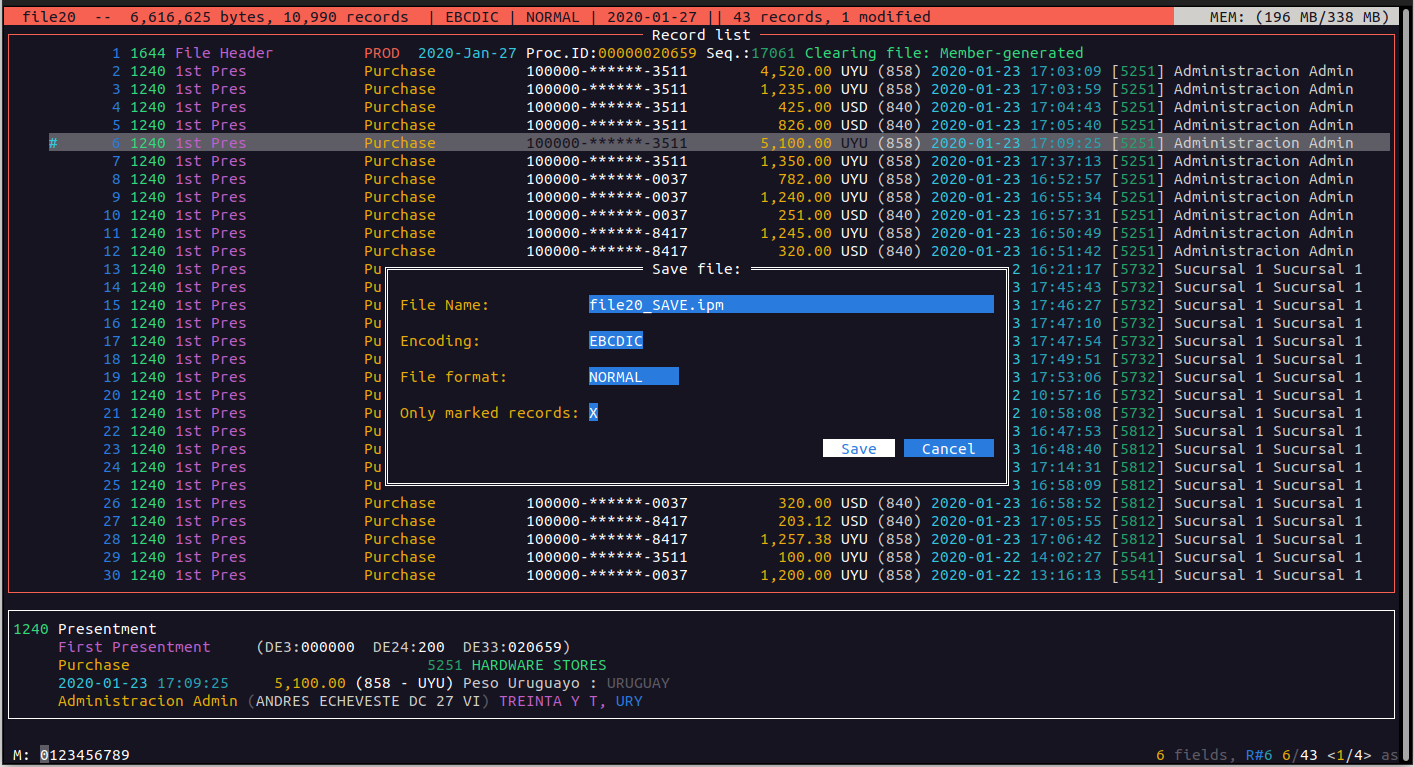 file20  --  6,616,625 bytes, 10,990 records  | EBCDIC | NORMAL | 2020-01-27 || 43 records, 1 modified MEM: (196 MB/338 MB)
Record list
1 1644 File Header PROD 2020-Jan-27 Proc.ID:00000020659 Seq.:17061 Clearing file: Member-generated
2 1240 1st Pres Purchase 100000-******-3511 4,520.00 UYU (858) 2020-01-23 17:03:09 [5251] Administracion Admin
3 1240 1st Pres Purchase 100000-******-3511 1,235.00 UYU (858) 2020-01-23 17:03:59 [5251] Administracion Admin
4 1240 1st Pres Purchase 100000-******-3511 425.00 USD (840) 2020-01-23 17:04:43 [5251] Administracion Admin
5 1240 1st Pres Purchase 100000-******-3511 826.00 USD (840) 2020-01-23 17:05:40 [5251] Administracion Admin
# 6 1240 1st Pres Purchase 100000-******-3511 5,100.00 UYU (858) 2020-01-23 17:09:25 [5251] Administracion Admin
7 1240 1st Pres Purchase 100000-******-3511 1,350.00 UYU (858) 2020-01-23 17:37:13 [5251] Administracion Admin
8 1240 1st Pres Purchase 100000-******-0037 782.00 UYU (858) 2020-01-23 16:52:57 [5251] Administracion Admin
9 1240 1st Pres Purchase 100000-******-0037 1,240.00 UYU (858) 2020-01-23 16:55:34 [5251] Administracion Admin
10 1240 1st Pres Purchase 100000-******-0037 251.00 USD (840) 2020-01-23 16:57:31 [5251] Administracion Admin
11 1240 1st Pres Purchase 100000-******-8417 1,245.00 UYU (858) 2020-01-23 16:50:49 [5251] Administracion Admin
12 1240 1st Pres Purchase 100000-******-8417 320.00 USD (840) 2020-01-23 16:51:42 [5251] Administracion Admin
13 1240 1st Pres Pu Save file: 2 16:21:17 [5732] Sucursal 1 Sucursal 1
14 1240 1st Pres Pu 3 17:45:43 [5732] Sucursal 1 Sucursal 1
15 1240 1st Pres Pu File Name: file20_SAVE.ipm 3 17:46:27 [5732] Sucursal 1 Sucursal 1
16 1240 1st Pres Pu 3 17:47:10 [5732] Sucursal 1 Sucursal 1
17 1240 1st Pres Pu Encoding: EBCDIC 3 17:47:54 [5732] Sucursal 1 Sucursal 1
18 1240 1st Pres Pu 3 17:49:51 [5732] Sucursal 1 Sucursal 1
19 1240 1st Pres Pu File format: NORMAL 3 17:53:06 [5732] Sucursal 1 Sucursal 1
20 1240 1st Pres Pu 2 10:57:16 [5732] Sucursal 1 Sucursal 1
21 1240 1st Pres Pu Only marked records: X 2 10:58:08 [5732] Sucursal 1 Sucursal 1
22 1240 1st Pres Pu 3 16:47:53 [5812] Sucursal 1 Sucursal 1
23 1240 1st Pres Pu Save Cancel 3 16:48:40 [5812] Sucursal 1 Sucursal 1
24 1240 1st Pres Pu 3 17:14:31 [5812] Sucursal 1 Sucursal 1
25 1240 1st Pres Pu 3 16:58:09 [5812] Sucursal 1 Sucursal 1
26 1240 1st Pres Purchase 100000-******-0037 320.00 USD (840) 2020-01-23 16:58:52 [5812] Sucursal 1 Sucursal 1
27 1240 1st Pres Purchase 100000-******-8417 203.12 USD (840) 2020-01-23 17:05:55 [5812] Sucursal 1 Sucursal 1
28 1240 1st Pres Purchase 100000-******-8417 1,257.38 UYU (858) 2020-01-23 17:06:42 [5812] Sucursal 1 Sucursal 1
29 1240 1st Pres Purchase 100000-******-3511 100.00 UYU (858) 2020-01-22 14:02:27 [5541] Sucursal 1 Sucursal 1
30 1240 1st Pres Purchase 100000-******-0037 1,200.00 UYU (858) 2020-01-22 13:16:13 [5541] Sucursal 1 Sucursal 1
1240 Presentment
First Presentment (DE3:000000 DE24:200 DE33:020659)
Purchase 5251 HARDWARE STORES
2020-01-23 17:09:25 5,100.00 (858 - UYU) Peso Uruguayo : URUGUAY
Administracion Admin (ANDRES ECHEVESTE DC 27 VI) TREINTA Y T, URY
M: 0123456789 6 fields, R#6 6/43 <1/4> as